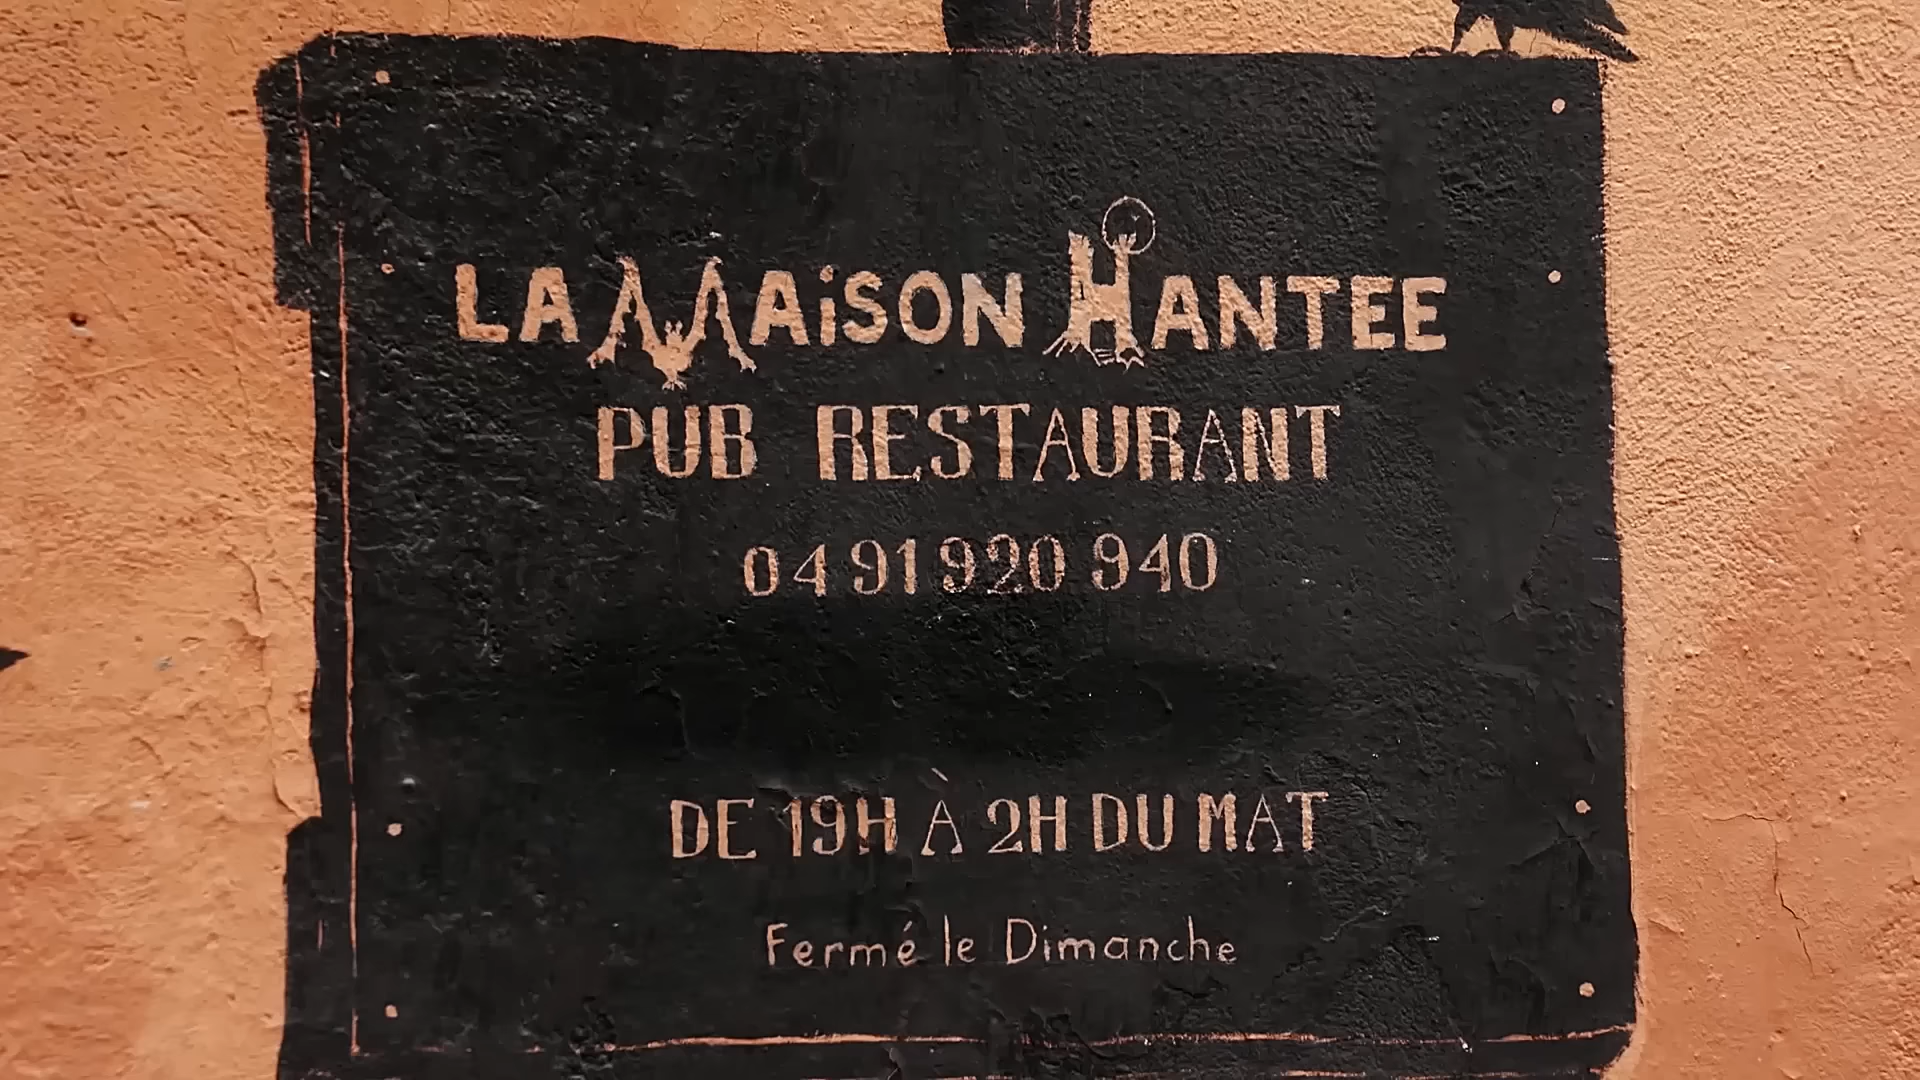 LA MAiSON HANTEE
PUB RESTAURANT
04 91 920 940
DE 19H À 2H DU MAT
Fermé le Dimanche